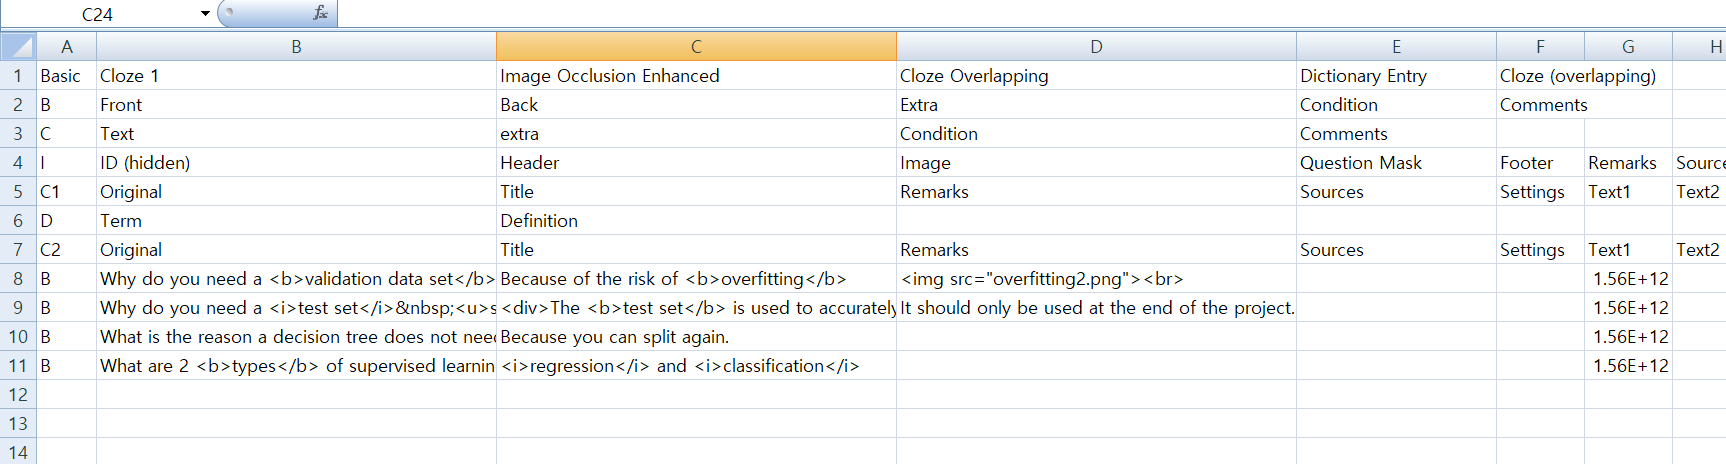 C24 fx
A B C D E F G H
1 Basic Cloze 1 Image Occlusion Enhanced Cloze Overlapping Dictionary Entry Cloze (overlapping)
2 B Front Back Extra Condition Comments
3 C Text extra Condition Comments
4 I ID (hidden) Header Image Question Mask Footer Remarks Source
5 C1 Original Title Remarks Sources Settings Text1 Text2
6 D Term Definition
7 C2 Original Title Remarks Sources Settings Text1 Text2
8 B Why do you need a <b>validation data set</b> Because of the risk of <b>overfitting</b> <img src="overfitting2.png"><br> 1.56E+12
9 B Why do you need a <i>test set</i>&nbsp;<u>s <div>The <b>test set</b> is used to accurately It should only be used at the end of the project. 1.56E+12
10 B What is the reason a decision tree does not nee Because you can split again. 1.56E+12
11 B What are 2 <b>types</b> of supervised learnin <i>regression</i> and <i>classification</i> 1.56E+12
12
13
14